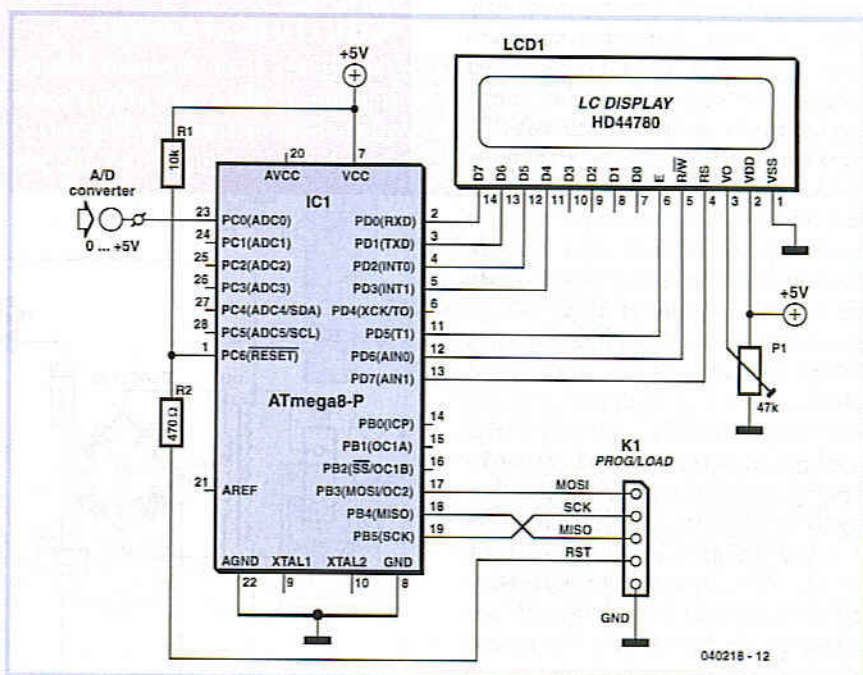 +5V
LCD1
LC DISPLAY
HD44780
D7 D6 D5 D4 D3 D2 D1 D0 E R/W RS VO VDD VSS
14 13 12 11 10 9 8 7 6 5 4 3 2 1
R1
10k
A/D
converter
0 ... +5V
20
7
AVCC
VCC
IC1
23 PC0(ADC0)
PD0(RXD) 2
24 PC1(ADC1)
PD1(TXD) 3
25 PC2(ADC2)
PD2(INT0) 4
26 PC3(ADC3)
PD3(INT1) 5
27 PC4(ADC4/SDA)
PD4(XCK/TO) 6
28 PC5(ADC5/SCL)
PD5(T1) 11
1 PC6(RESET)
PD6(AIN0) 12
PD7(AIN1) 13
+5V
P1
47k
R2
470 Ω
ATmega8-P
PB0(ICP) 14
PB1(OC1A) 15
PB2(SS/OC1B) 16
21 AREF
PB3(MOSI/OC2) 17
PB4(MISO) 18
PB5(SCK) 19
AGND XTAL1 XTAL2 GND
22 9 10 8
K1
PROG/LOAD
MOSI
SCK
MISO
RST
GND
040218 - 12